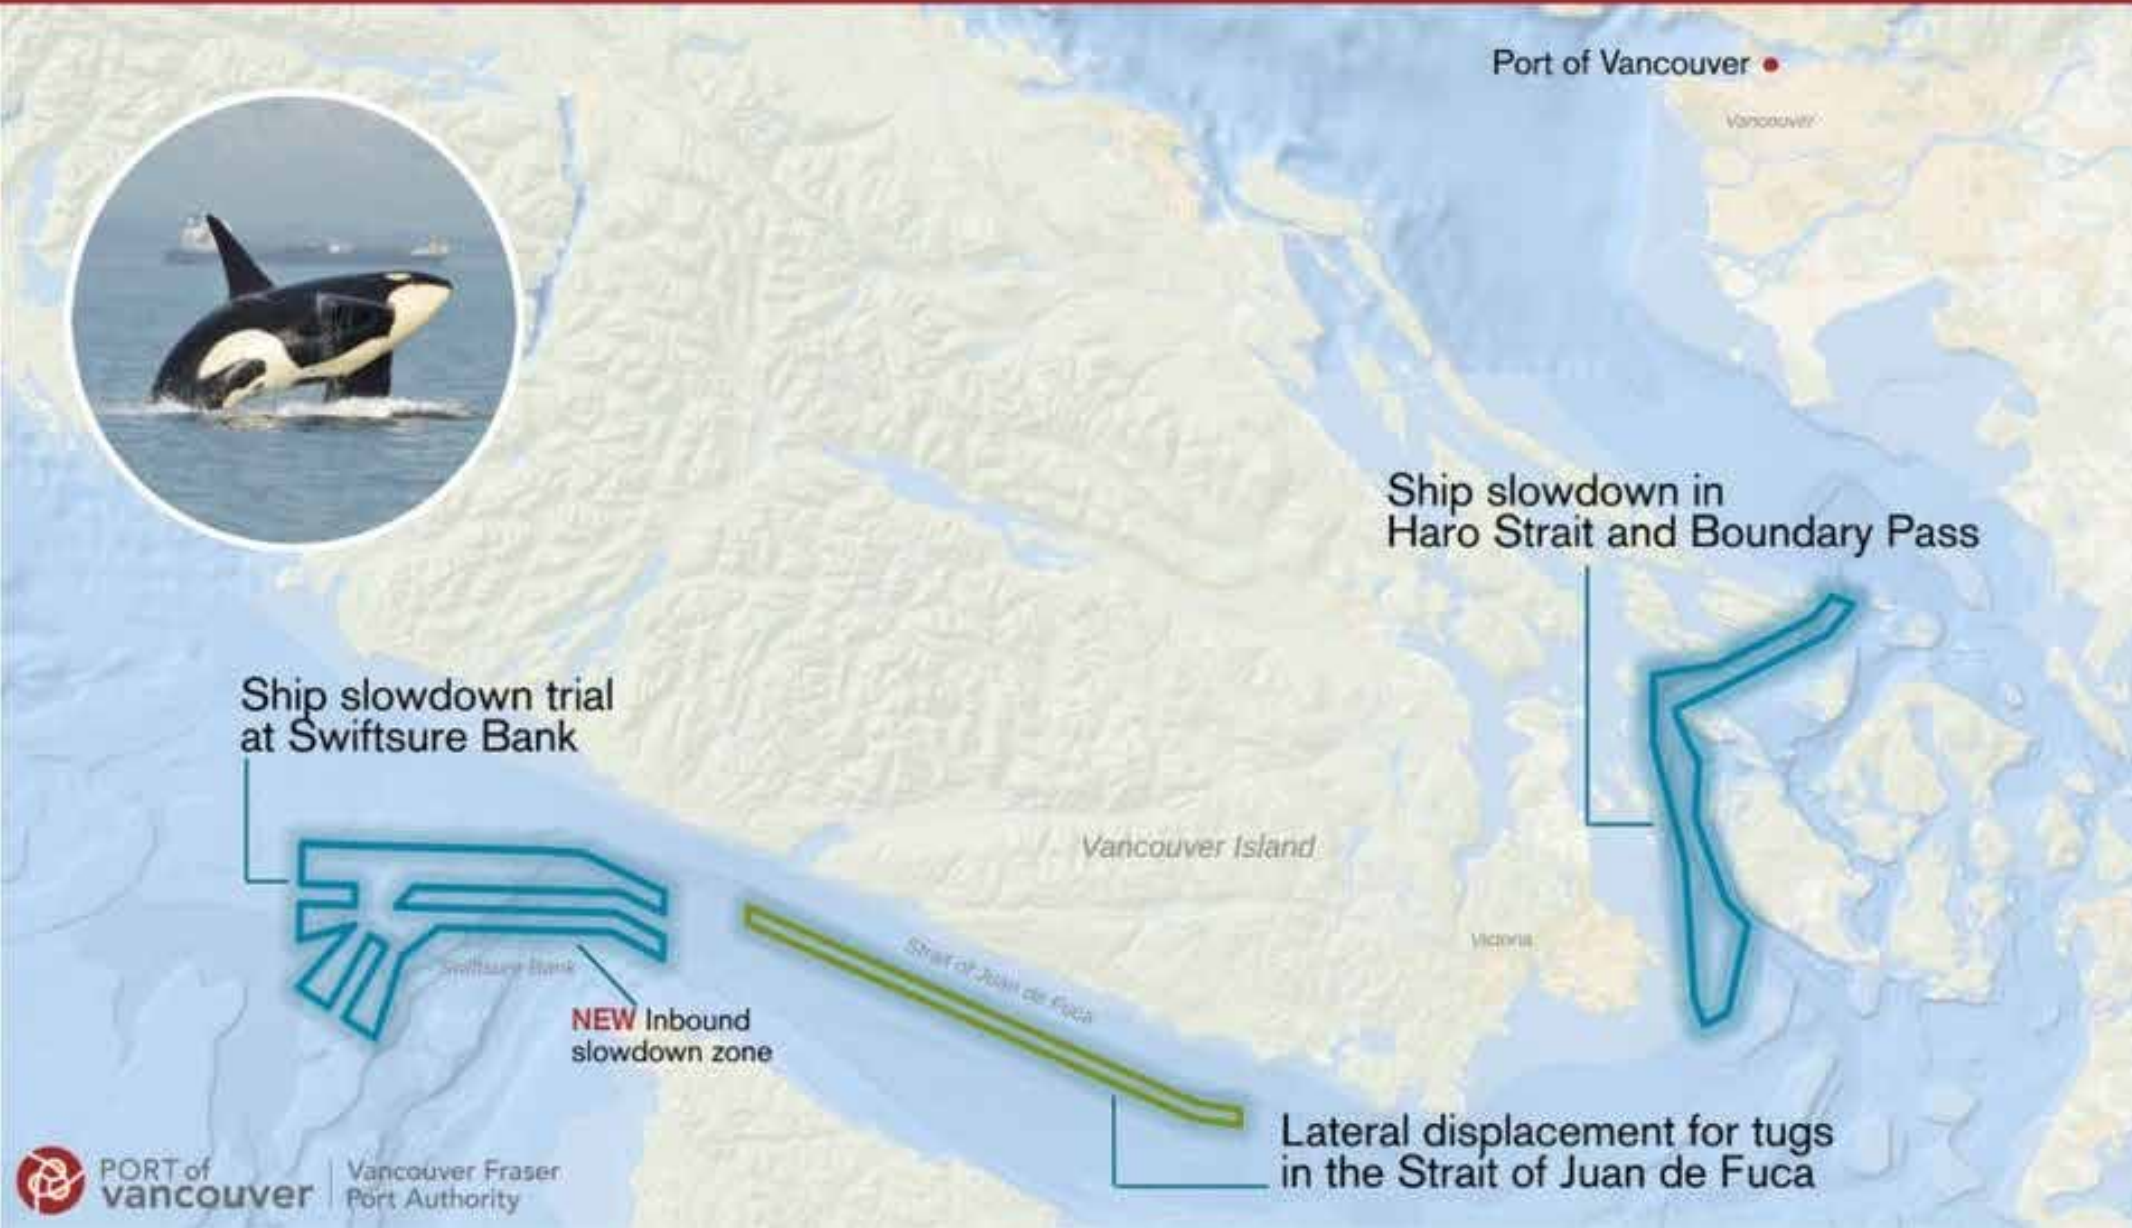 Port of Vancouver
Vancouver
Ship slowdown in
Haro Strait and Boundary Pass
Ship slowdown trial
at Swiftsure Bank
Vancouver Island
Victoria
Strait of Juan de Fuca
Swiftsure Bank
NEW Inbound
slowdown zone
Lateral displacement for tugs
in the Strait of Juan de Fuca
PORT of
vancouver
Vancouver Fraser
Port Authority